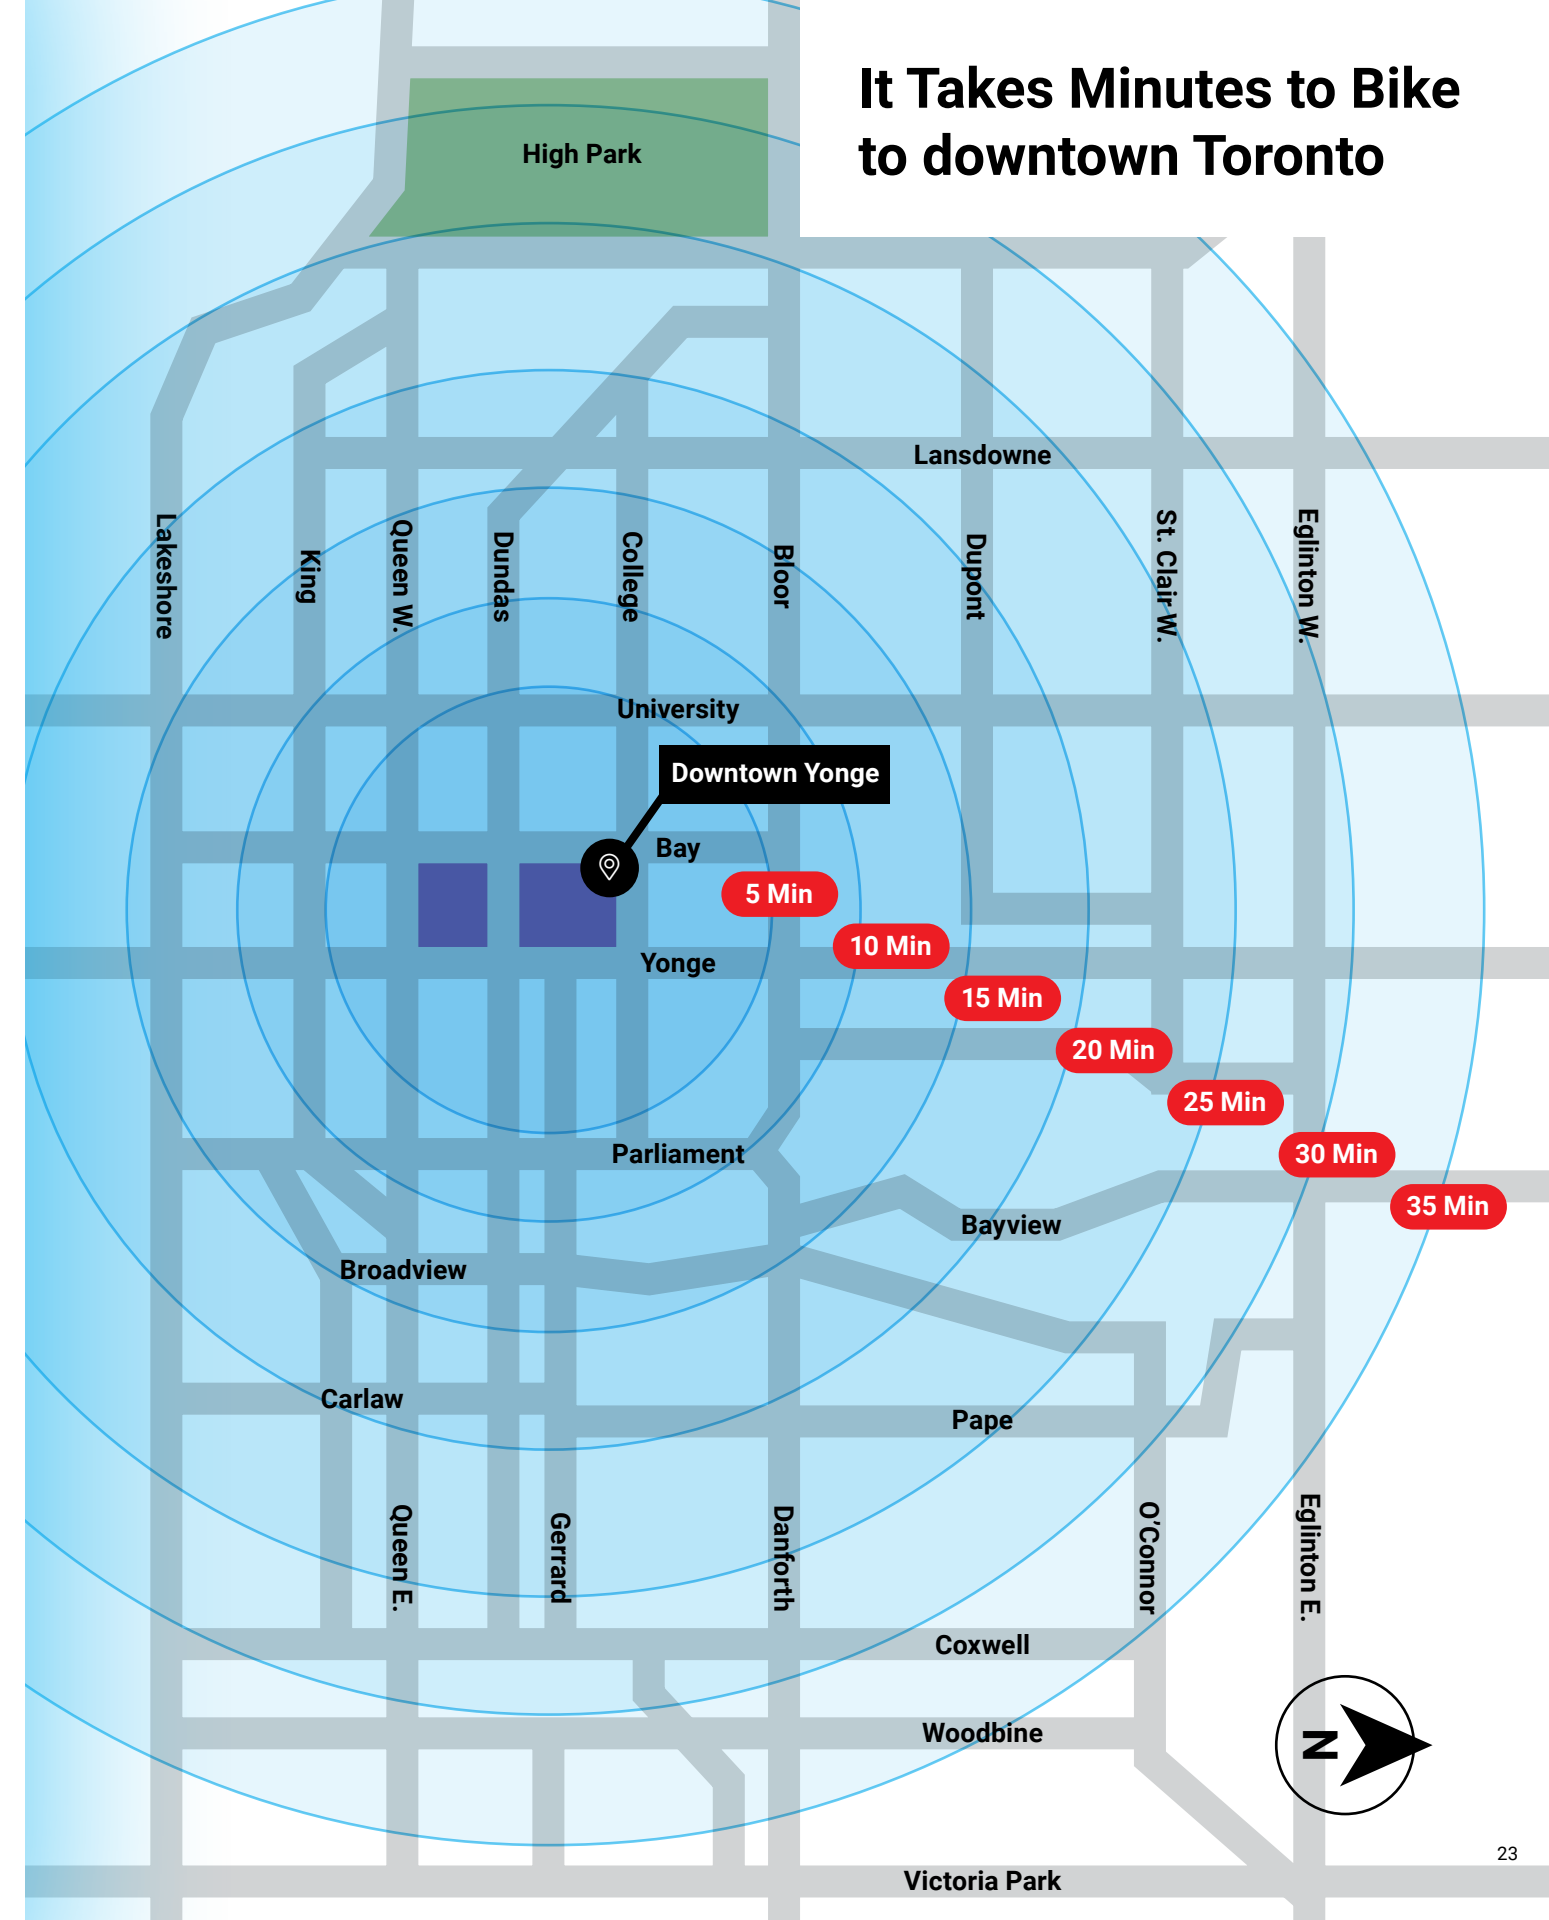 It Takes Minutes to Bike
to downtown Toronto
High Park
Lansdowne
Lakeshore
King
Queen W.
Dundas
College
Bloor
Dupont
St. Clair W.
Eglinton W.
University
Downtown Yonge
Bay
5 Min
10 Min
Yonge
15 Min
20 Min
25 Min
Parliament
30 Min
35 Min
Bayview
Broadview
Carlaw
Pape
Queen E.
Gerrard
Danforth
O’Connor
Eglinton E.
Coxwell
Woodbine
N
23
Victoria Park